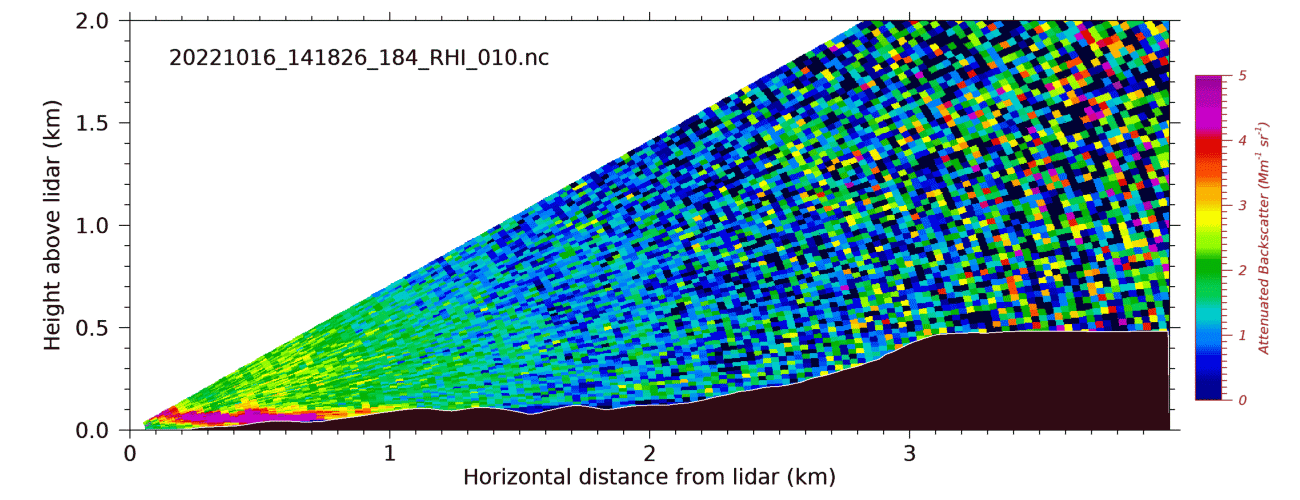 20221016_141826_184_RHI_010.nc
2.0
1.5
1.0
0.5
0.0
Height above lidar (km)
0 1 2 3
Horizontal distance from lidar (km)
5
4
3
2
1
0
Attenuated Backscatter (Mm⁻¹ sr⁻¹)